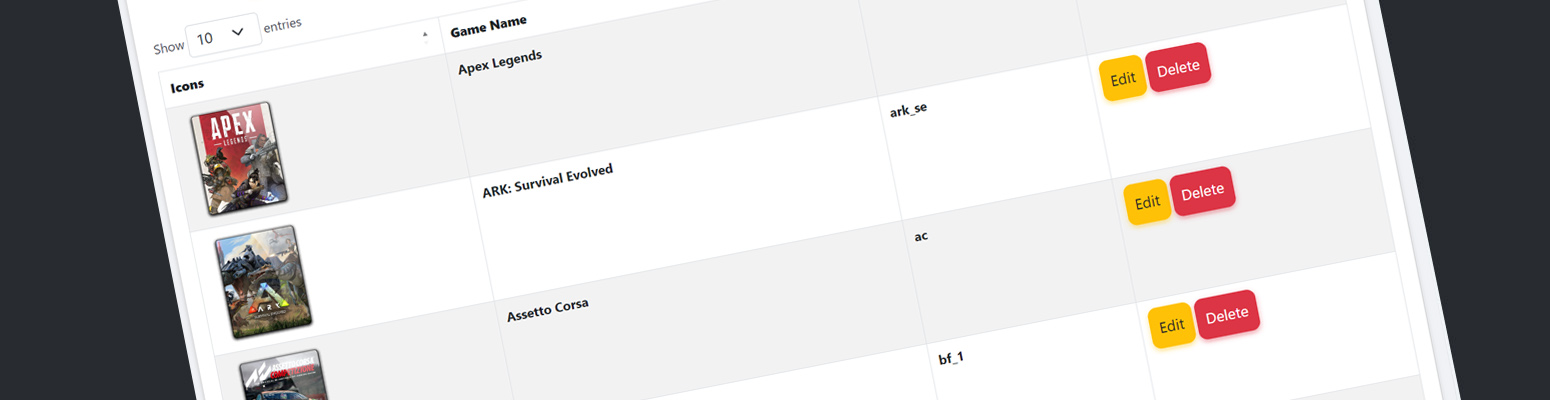 Show 10 entries
Icons
Game Name
APEX
LEGENDS
Apex Legends
Edit Delete
ARK
ARK: Survival Evolved
ark_se
Edit Delete
Assetto Corsa
ac
Edit Delete
bf_1